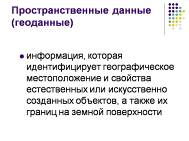 Пространственные данные
(геоданные)
информация, которая
идентифицирует географическое
местоположение и свойства
естественных или искусственно
созданных объектов, а также их
границ на земной поверхности